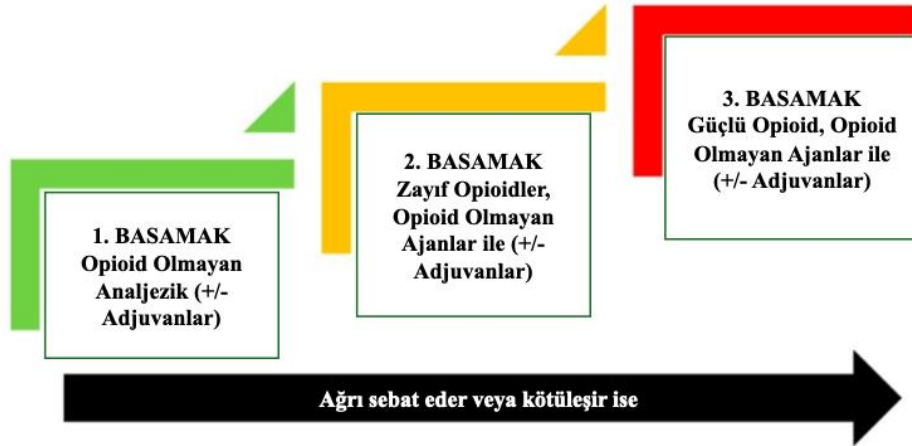 1. BASAMAK
Opioid Olmayan
Analjezik (+/-
Adjuvanlar)
2. BASAMAK
Zayıf Opioidler,
Opioid Olmayan
Ajanlar ile (+/-
Adjuvanlar)
3. BASAMAK
Güçlü Opioid, Opioid
Olmayan Ajanlar ile
(+/- Adjuvanlar)
Ağrı sebat eder veya kötüleşir ise